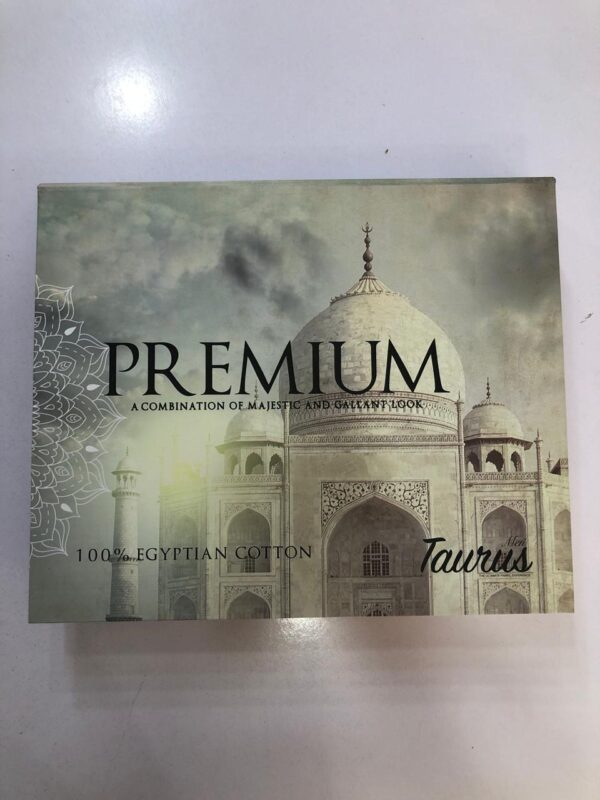 PREMIUM
A COMBINATION OF MAJESTIC AND GALLANT LOOK
100% EGYPTIAN COTTON
Men
Taurus